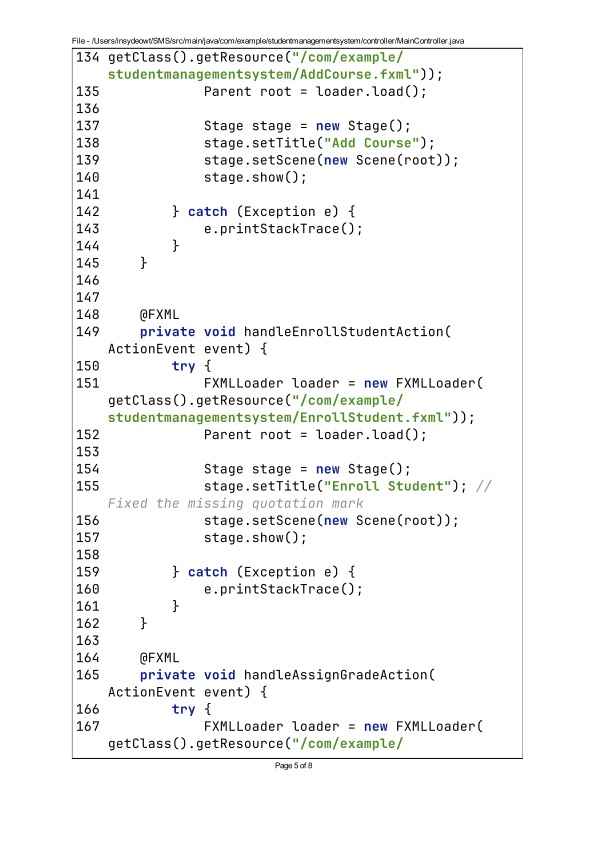 File - /Users/insydeowt/SMS/src/main/java/com/example/studentmanagementsystem/controller/MainController.java
134 getClass().getResource("/com/example/
studentmanagementsystem/AddCourse.fxml"));
135             Parent root = loader.load();
136
137             Stage stage = new Stage();
138             stage.setTitle("Add Course");
139             stage.setScene(new Scene(root));
140             stage.show();
141
142         } catch (Exception e) {
143             e.printStackTrace();
144         }
145     }
146
147
148     @FXML
149     private void handleEnrollStudentAction(
ActionEvent event) {
150         try {
151             FXMLLoader loader = new FXMLLoader(
getClass().getResource("/com/example/
studentmanagementsystem/EnrollStudent.fxml"));
152             Parent root = loader.load();
153
154             Stage stage = new Stage();
155             stage.setTitle("Enroll Student"); //
Fixed the missing quotation mark
156             stage.setScene(new Scene(root));
157             stage.show();
158
159         } catch (Exception e) {
160             e.printStackTrace();
161         }
162     }
163
164     @FXML
165     private void handleAssignGradeAction(
ActionEvent event) {
166         try {
167             FXMLLoader loader = new FXMLLoader(
getClass().getResource("/com/example/
Page 5 of 8